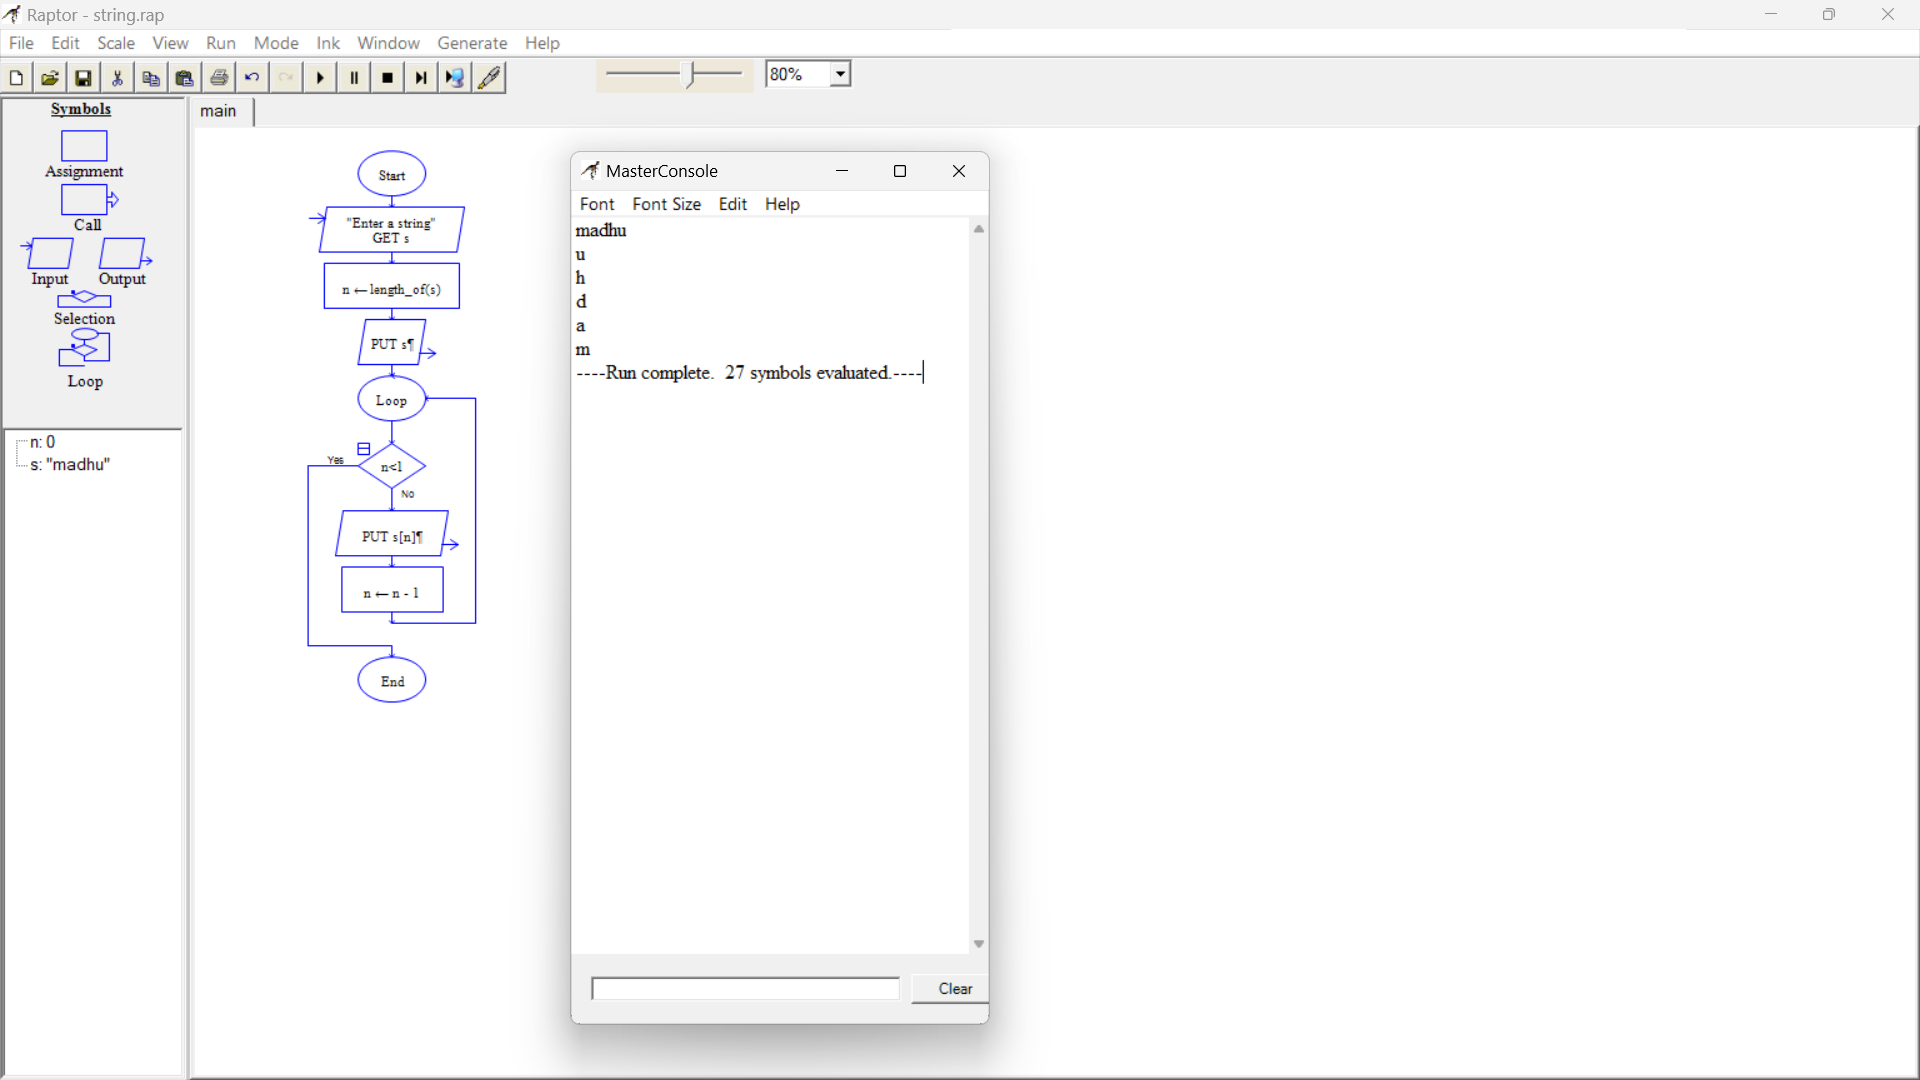 Raptor - string.rap
File Edit Scale View Run Mode Ink Window Generate Help
80%
Symbols
Assignment
Call
Input Output
Selection
Loop
n: 0
s: "madhu"
main
Start
"Enter a string"
GET s
n ←length_of(s)
PUT s¶
Loop
Yes
n<1
No
PUT s[n]¶
n ←n - 1
End
MasterConsole
Font Font Size Edit Help
madhu
u
h
d
a
m
----Run complete.  27 symbols evaluated.----
Clear